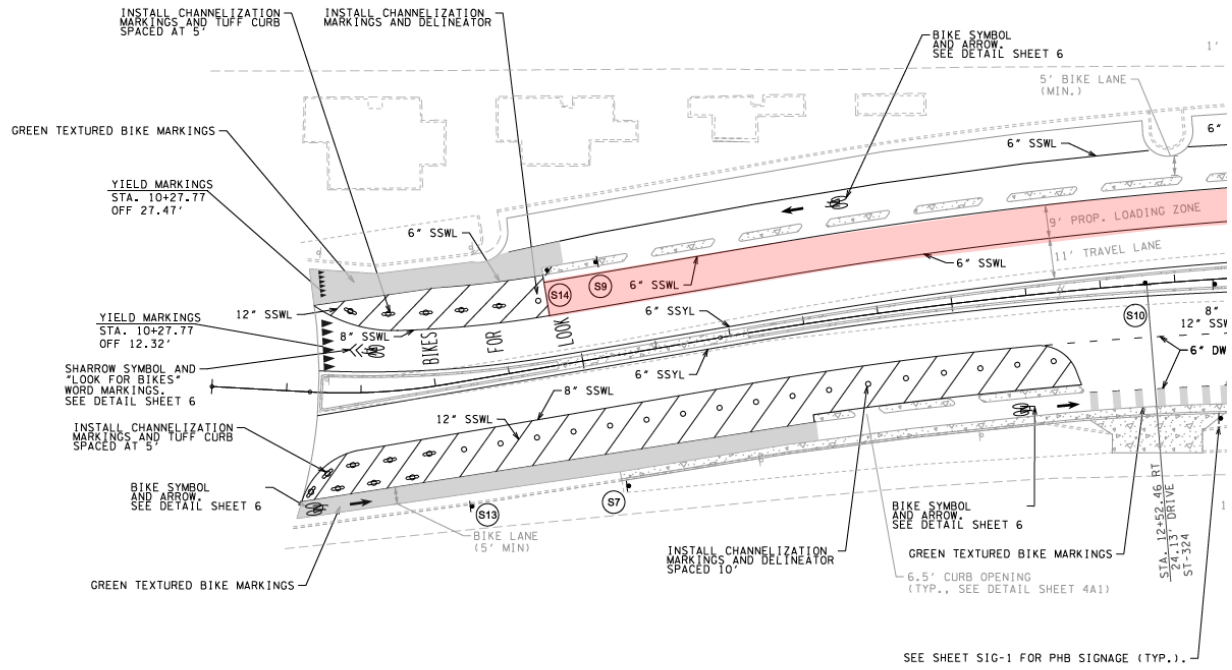 INSTALL CHANNELIZATION
MARKINGS AND TUFF CURB
SPACED AT 5'
INSTALL CHANNELIZATION
MARKINGS AND DELINEATOR
BIKE SYMBOL
AND ARROW.
SEE DETAIL SHEET 6
1'
5' BIKE LANE
(MIN.)
GREEN TEXTURED BIKE MARKINGS
6" SSWL
6"
YIELD MARKINGS
STA. 10+27.77
OFF 27.47'
6" SSWL
9' PROP. LOADING ZONE
11' TRAVEL LANE
6" SSWL
S9
S14
6" SSWL
12" SSWL
YIELD MARKINGS
STA. 10+27.77
OFF 12.32'
8" SSWL
BIKES
FOR
LOOK
6" SSYL
S10
8"
12" SSW
6" DW
SHARROW SYMBOL AND
"LOOK FOR BIKES"
WORD MARKINGS.
SEE DETAIL SHEET 6
6" SSYL
8" SSWL
12" SSWL
INSTALL CHANNELIZATION
MARKINGS AND TUFF CURB
SPACED AT 5'
BIKE SYMBOL
AND ARROW.
SEE DETAIL SHEET 6
S13
S7
BIKE LANE
(5' MIN)
BIKE SYMBOL
AND ARROW.
SEE DETAIL SHEET 6
1
STA. 12+52.46 RT
24.13' DRIVE
ST-324
INSTALL CHANNELIZATION
MARKINGS AND DELINEATOR
SPACED 10'
GREEN TEXTURED BIKE MARKINGS
6.5' CURB OPENING
(TYP., SEE DETAIL SHEET 4A1)
GREEN TEXTURED BIKE MARKINGS
SEE SHEET SIG-1 FOR PHB SIGNAGE (TYP.).